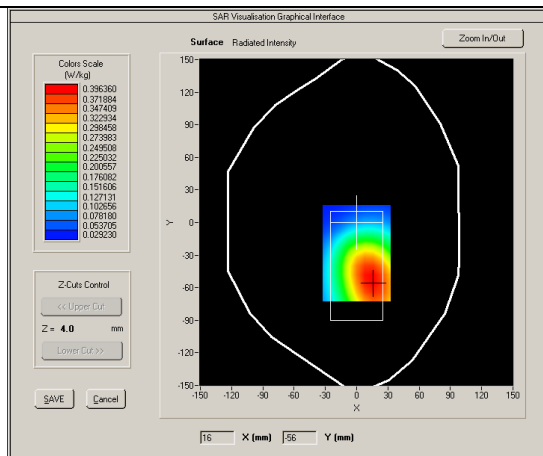 SAR Visualisation Graphical Interface
Surface Radiated Intensity
Zoom In/Out
Colors Scale
(W/kg)
0.396360
0.371884
0.347409
0.322934
0.298458
0.273983
0.249508
0.225032
0.200557
0.176082
0.151606
0.127131
0.102656
0.078180
0.053705
0.029230
Z-Cuts Control
<< Upper Cut
Z = 4.0 mm
Lower Cut >>
SAVE
Cancel
150
120
90
60
30
0
-30
-60
-90
-120
-150
Y
-150 -120 -90 -60 -30 0 30 60 90 120 150
X
16 X (mm) -56 Y (mm)